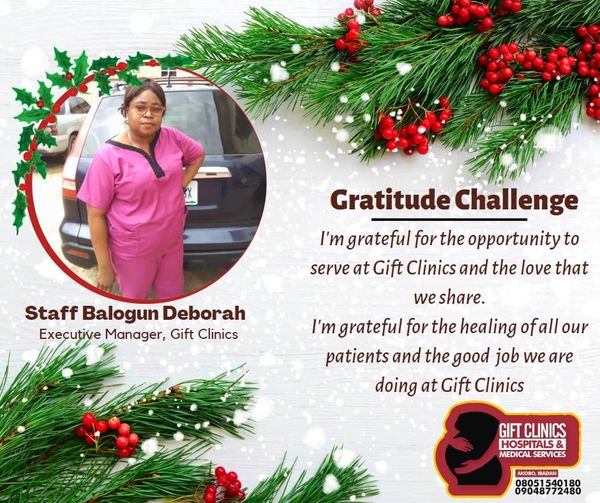 Gratitude Challenge
I'm grateful for the opportunity to
serve at Gift Clinics and the love that
we share.
I'm grateful for the healing of all our
patients and the good job we are
doing at Gift Clinics
Staff Balogun Deborah
Executive Manager, Gift Clinics
GIFT CLINICS
HOSPITALS &
MEDICAL SERVICES
AKOBO, IBADAN
08051540180
09048772480